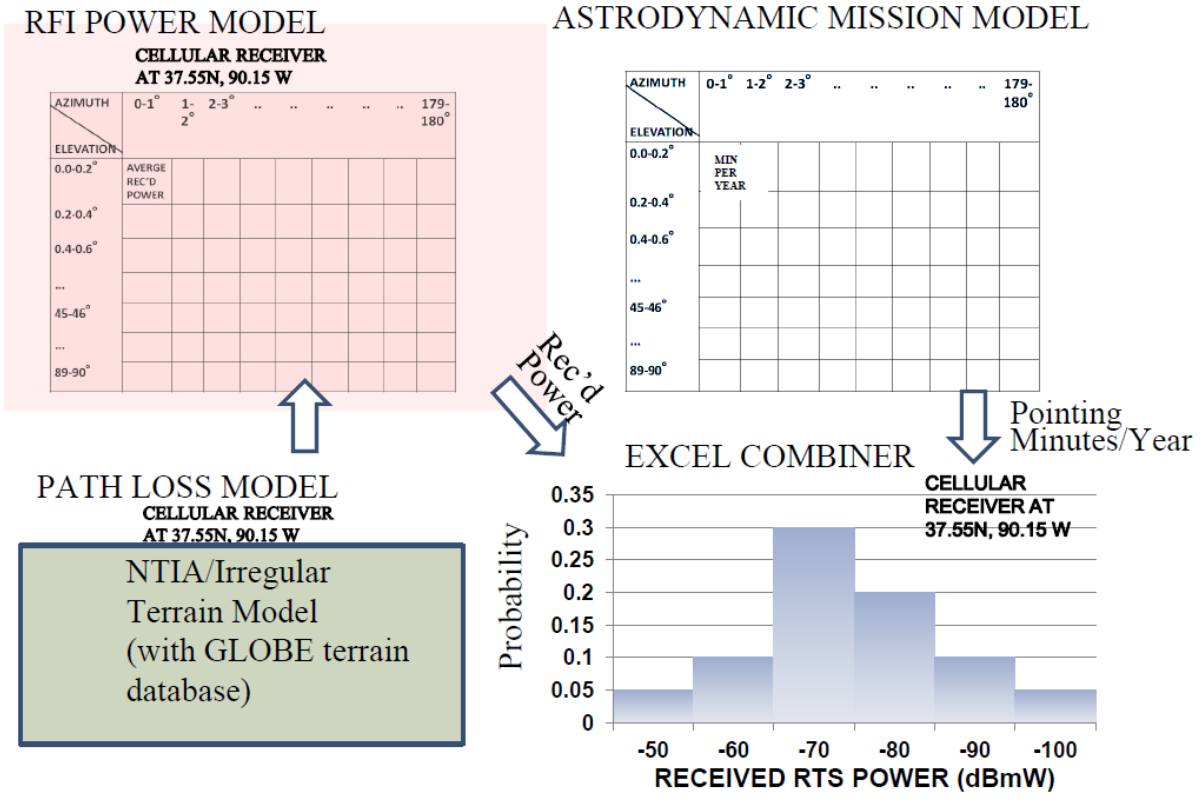 RFI POWER MODEL
CELLULAR RECEIVER
AT 37.55N, 90.15 W
AZIMUTH 0-1° 1- 2-3° .. .. .. .. .. 179-
2° 180°
ELEVATION
0.0-0.2° AVERGE
REC'D
POWER
0.2-0.4°
0.4-0.6°
...
45-46°
...
89-90°
ASTRODYNAMIC MISSION MODEL
AZIMUTH 0-1° 1-2° 2-3° .. .. .. .. .. 179-
180°
ELEVATION
0.0-0.2° MIN
PER
YEAR
0.2-0.4°
0.4-0.6°
...
45-46°
...
89-90°
Rec'd
Power
Pointing
Minutes/Year
PATH LOSS MODEL
CELLULAR RECEIVER
AT 37.55N, 90.15 W
NTIA/Irregular
Terrain Model
(with GLOBE terrain
database)
EXCEL COMBINER
CELLULAR
RECEIVER AT
37.55N, 90.15 W
Probability
0.35
0.3
0.25
0.2
0.15
0.1
0.05
0
-50 -60 -70 -80 -90 -100
RECEIVED RTS POWER (dBmW)